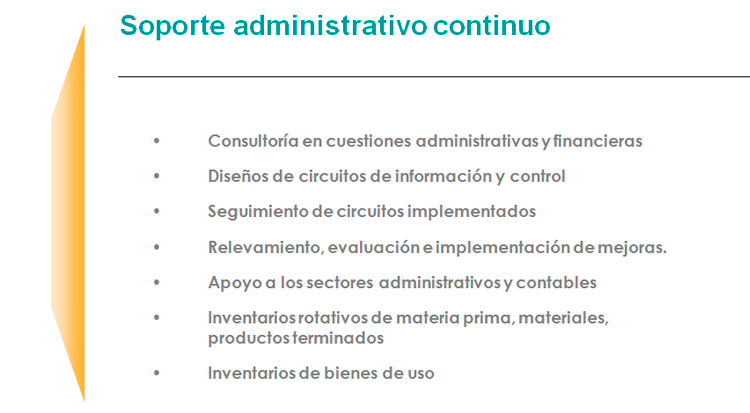 Soporte administrativo continuo
• Consultoría en cuestiones administrativas y financieras
• Diseños de circuitos de información y control
• Seguimiento de circuitos implementados
• Relevamiento, evaluación e implementación de mejoras.
• Apoyo a los sectores administrativos y contables
• Inventarios rotativos de materia prima, materiales,
productos terminados
• Inventarios de bienes de uso